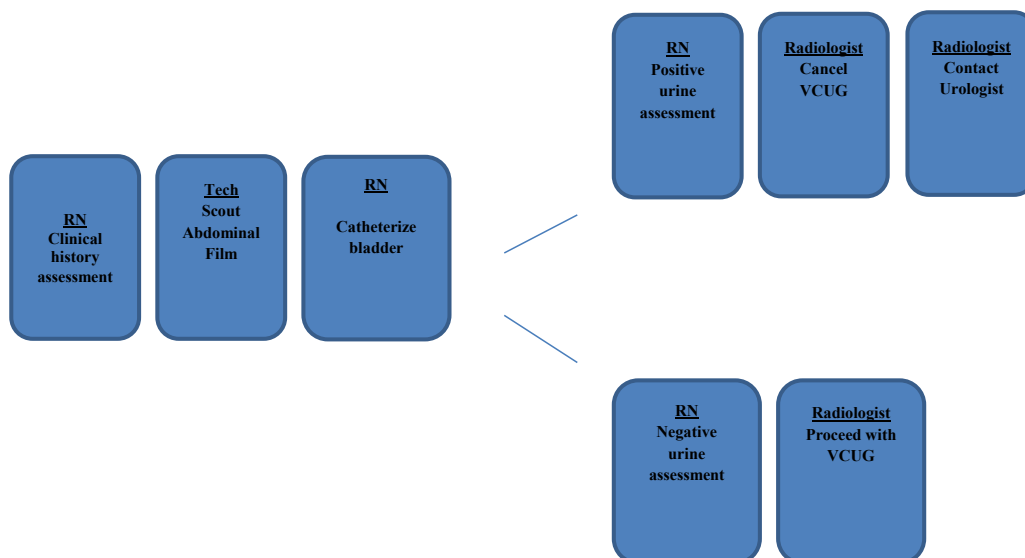 RN
Clinical
history
assessment
Tech
Scout
Abdominal
Film
RN
Catheterize
bladder
RN
Positive
urine
assessment
Radiologist
Cancel
VCUG
Radiologist
Contact
Urologist
RN
Negative
urine
assessment
Radiologist
Proceed with
VCUG